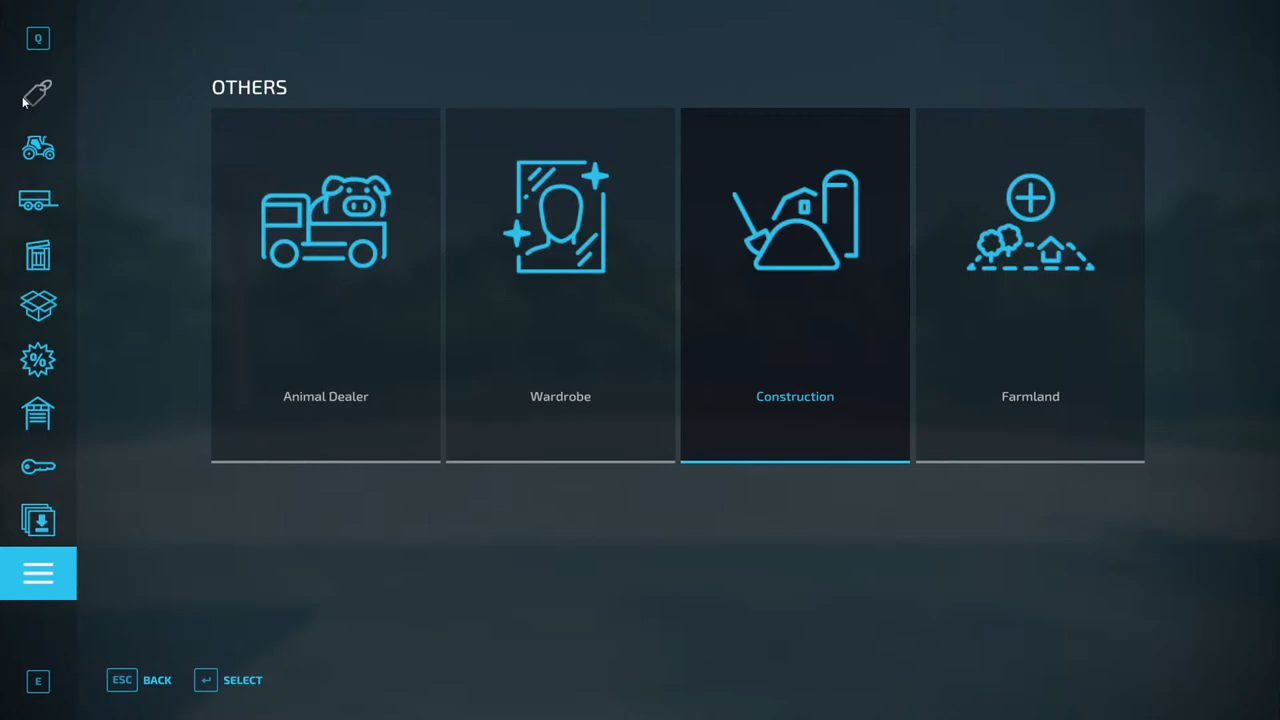 Q
OTHERS
%
Animal Dealer
Wardrobe
Construction
Farmland
E
ESC BACK
SELECT